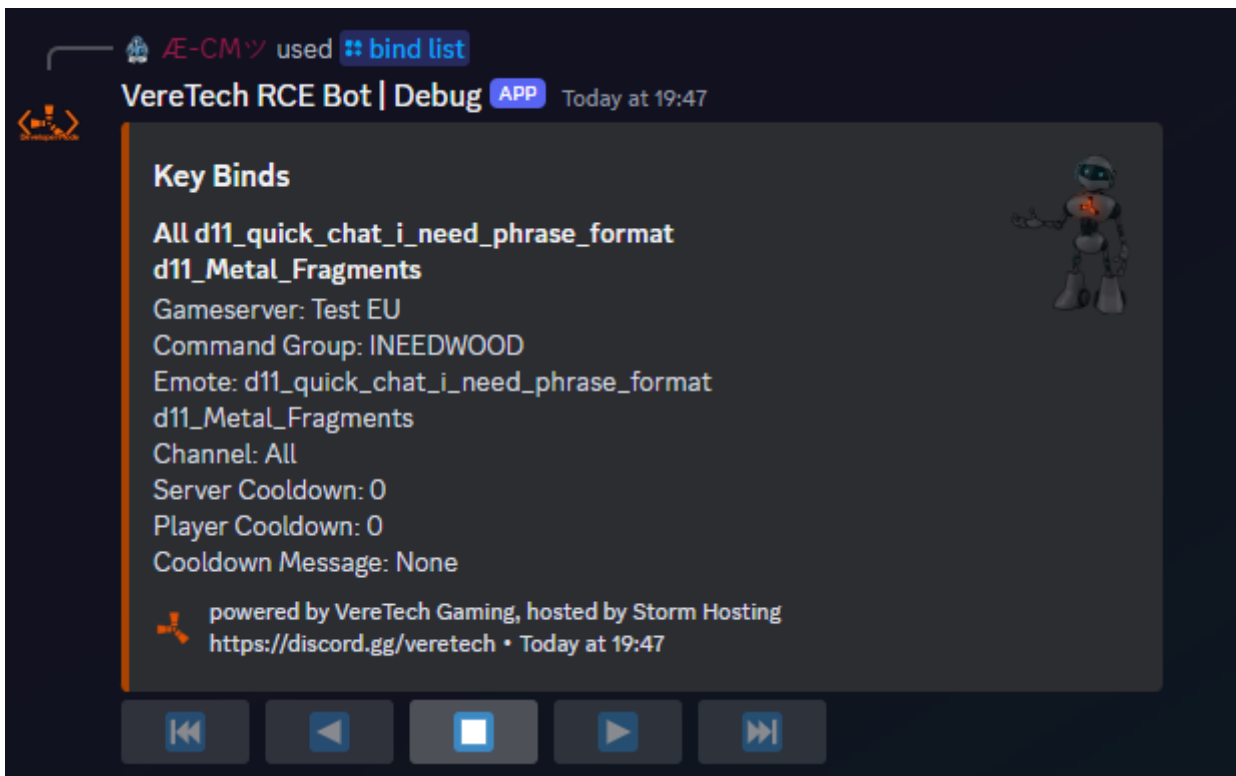 Æ-CMツ used bind list
VereTech RCE Bot | Debug APP Today at 19:47
Key Binds
All d11_quick_chat_i_need_phrase_format
d11_Metal_Fragments
Gameserver: Test EU
Command Group: INEEDWOOD
Emote: d11_quick_chat_i_need_phrase_format
d11_Metal_Fragments
Channel: All
Server Cooldown: 0
Player Cooldown: 0
Cooldown Message: None
powered by VereTech Gaming, hosted by Storm Hosting
https://discord.gg/veretech • Today at 19:47